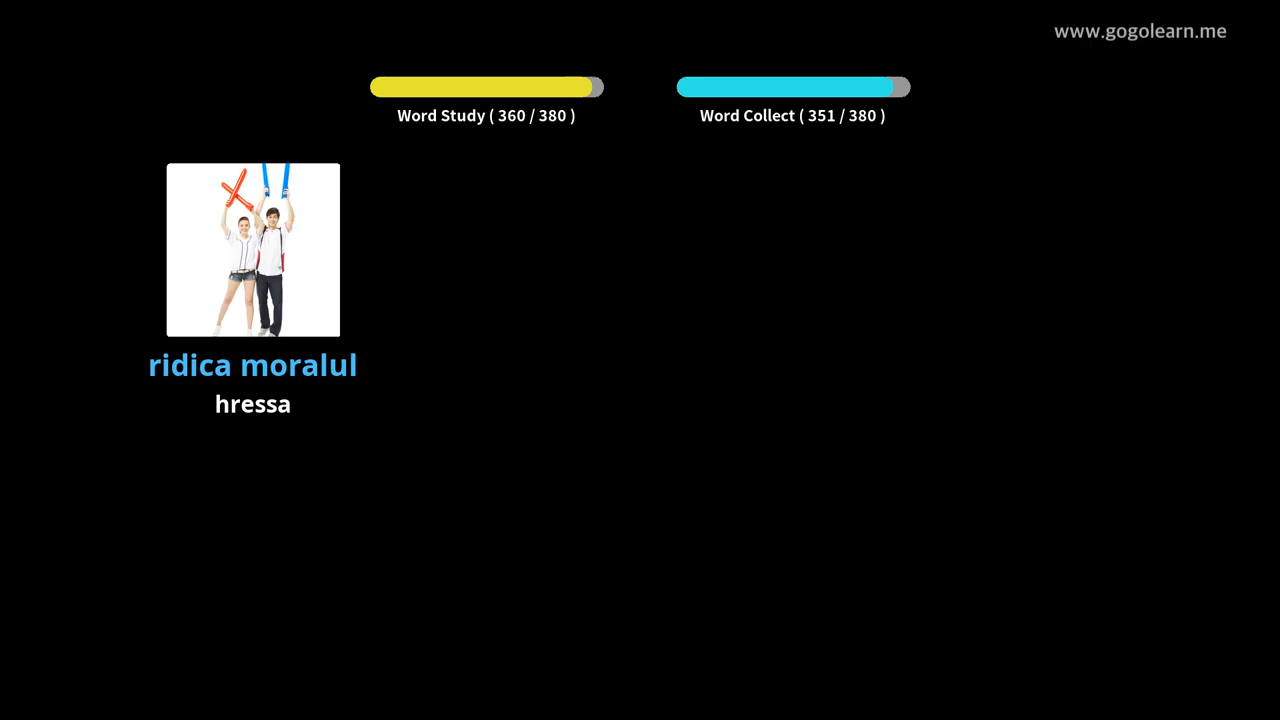 www.gogolearn.me
Word Study ( 360 / 380 )
Word Collect ( 351 / 380 )
ridica moralul
hressa